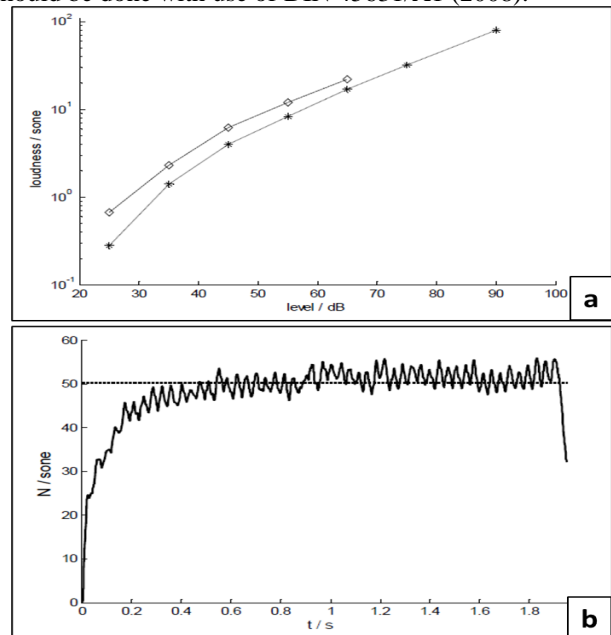 should be done with use of DIN 45631/A1 (2008).
10²
10¹
10⁰
10⁻¹
loudness / sone
20 30 40 50 60 70 80 90 100
level / dB
a
60
50
40
30
20
10
0
N / sone
0 0.2 0.4 0.6 0.8 1 1.2 1.4 1.6 1.8
t / s
b